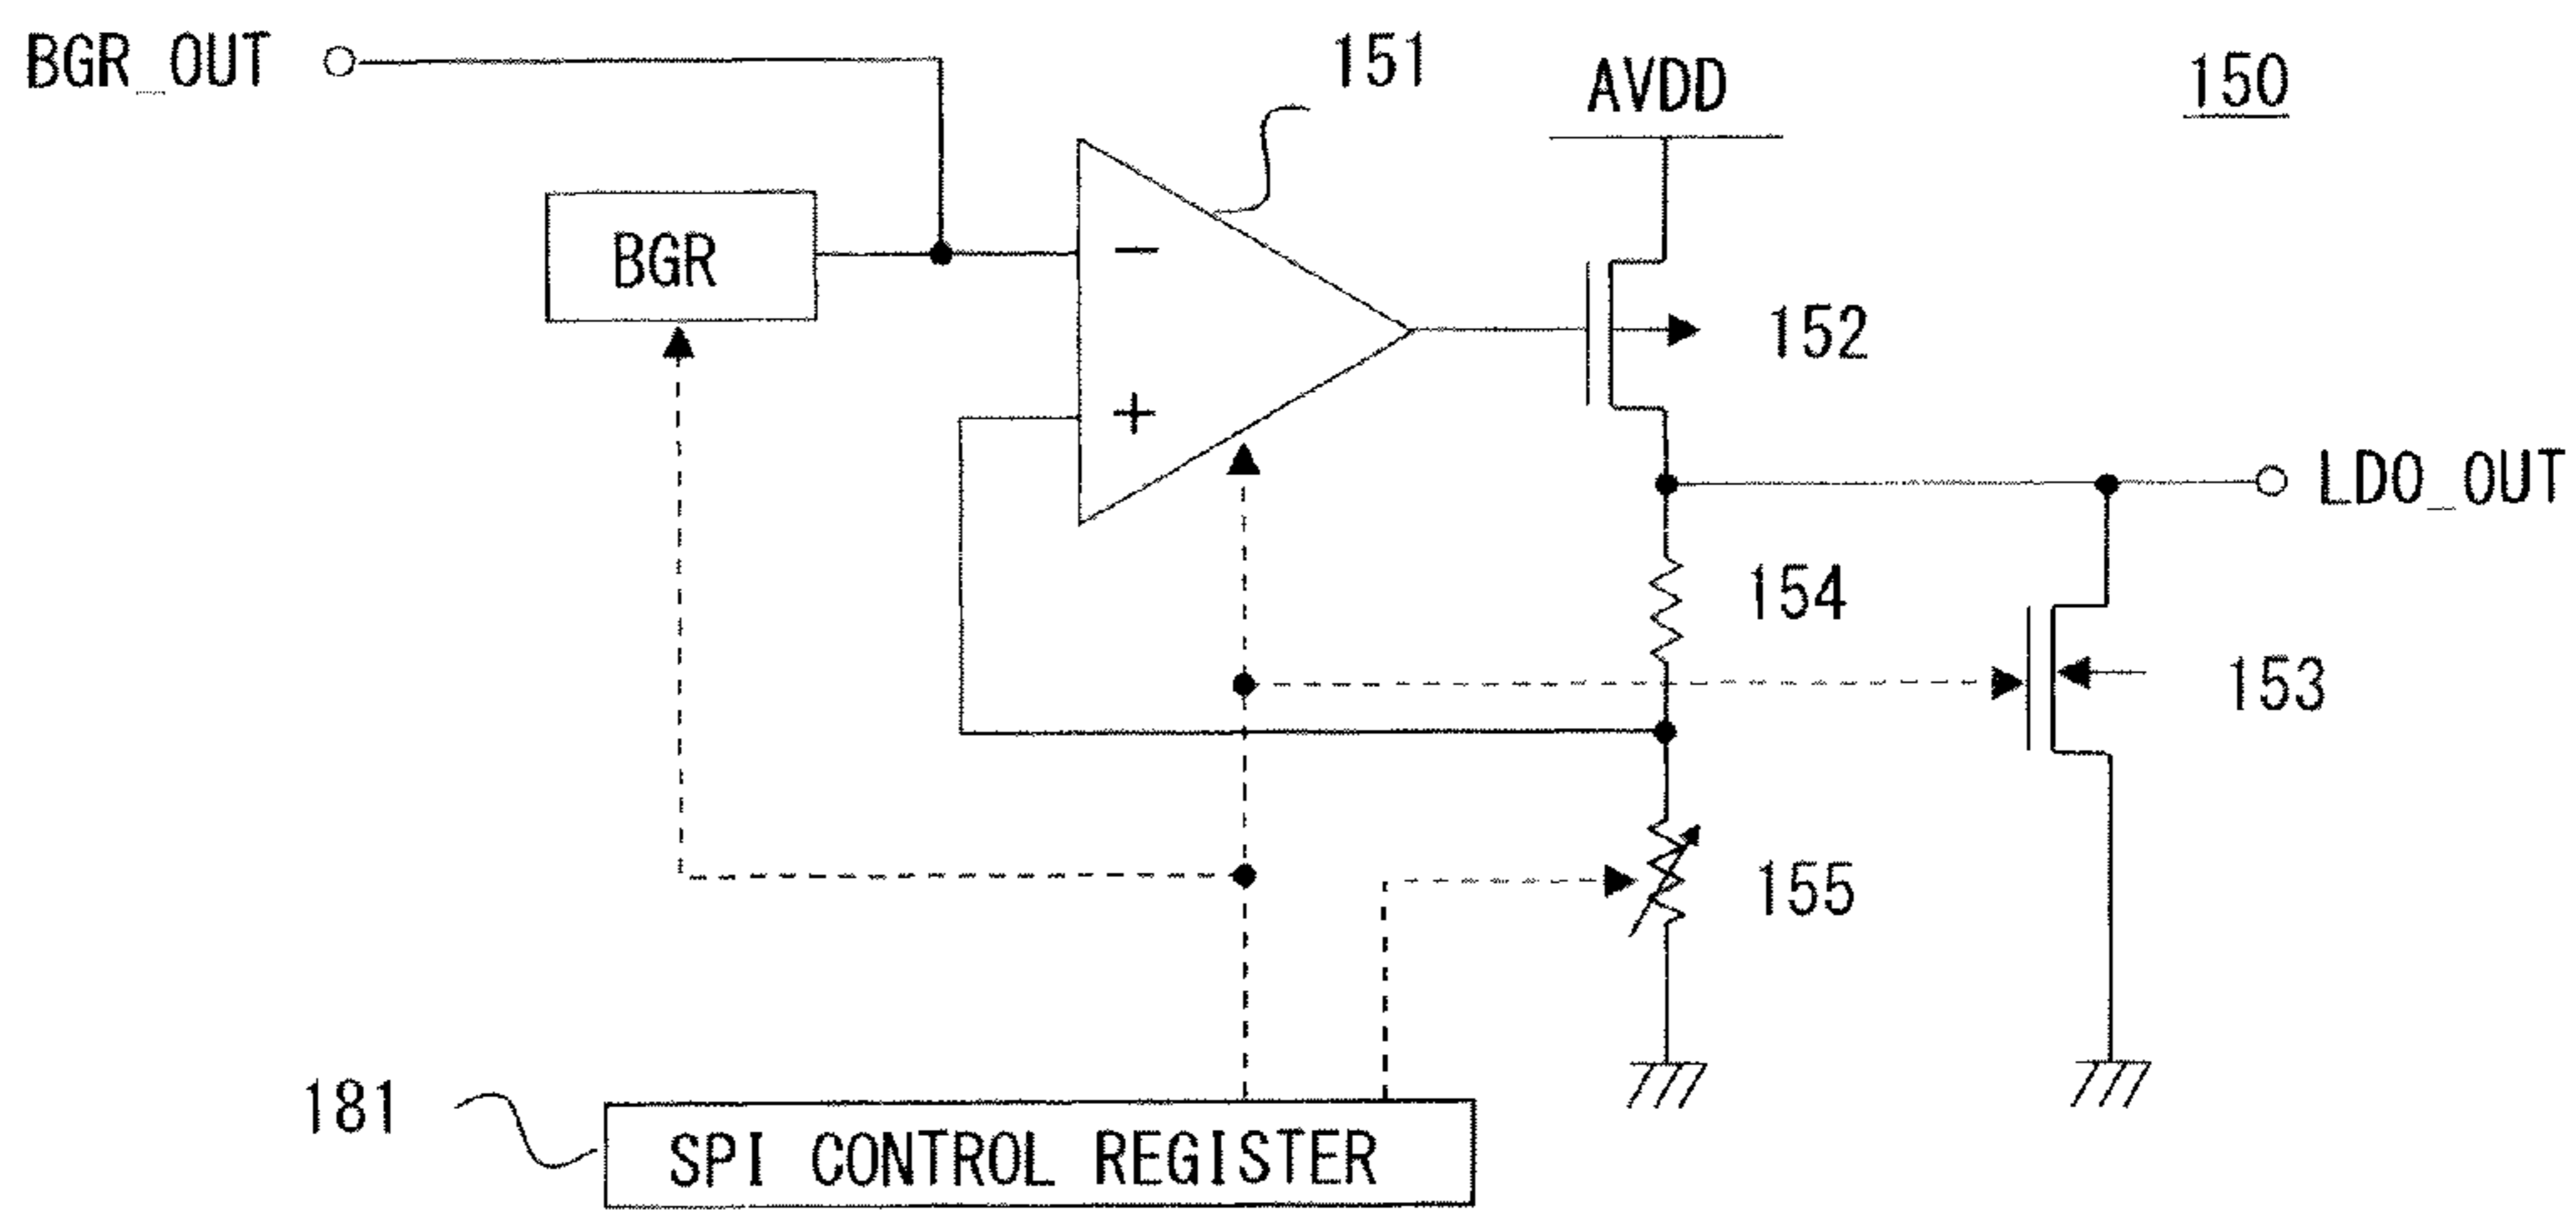 BGR_OUT
151
AVDD
150
BGR
−
+
152
LDO_OUT
154
153
155
181
SPI CONTROL REGISTER